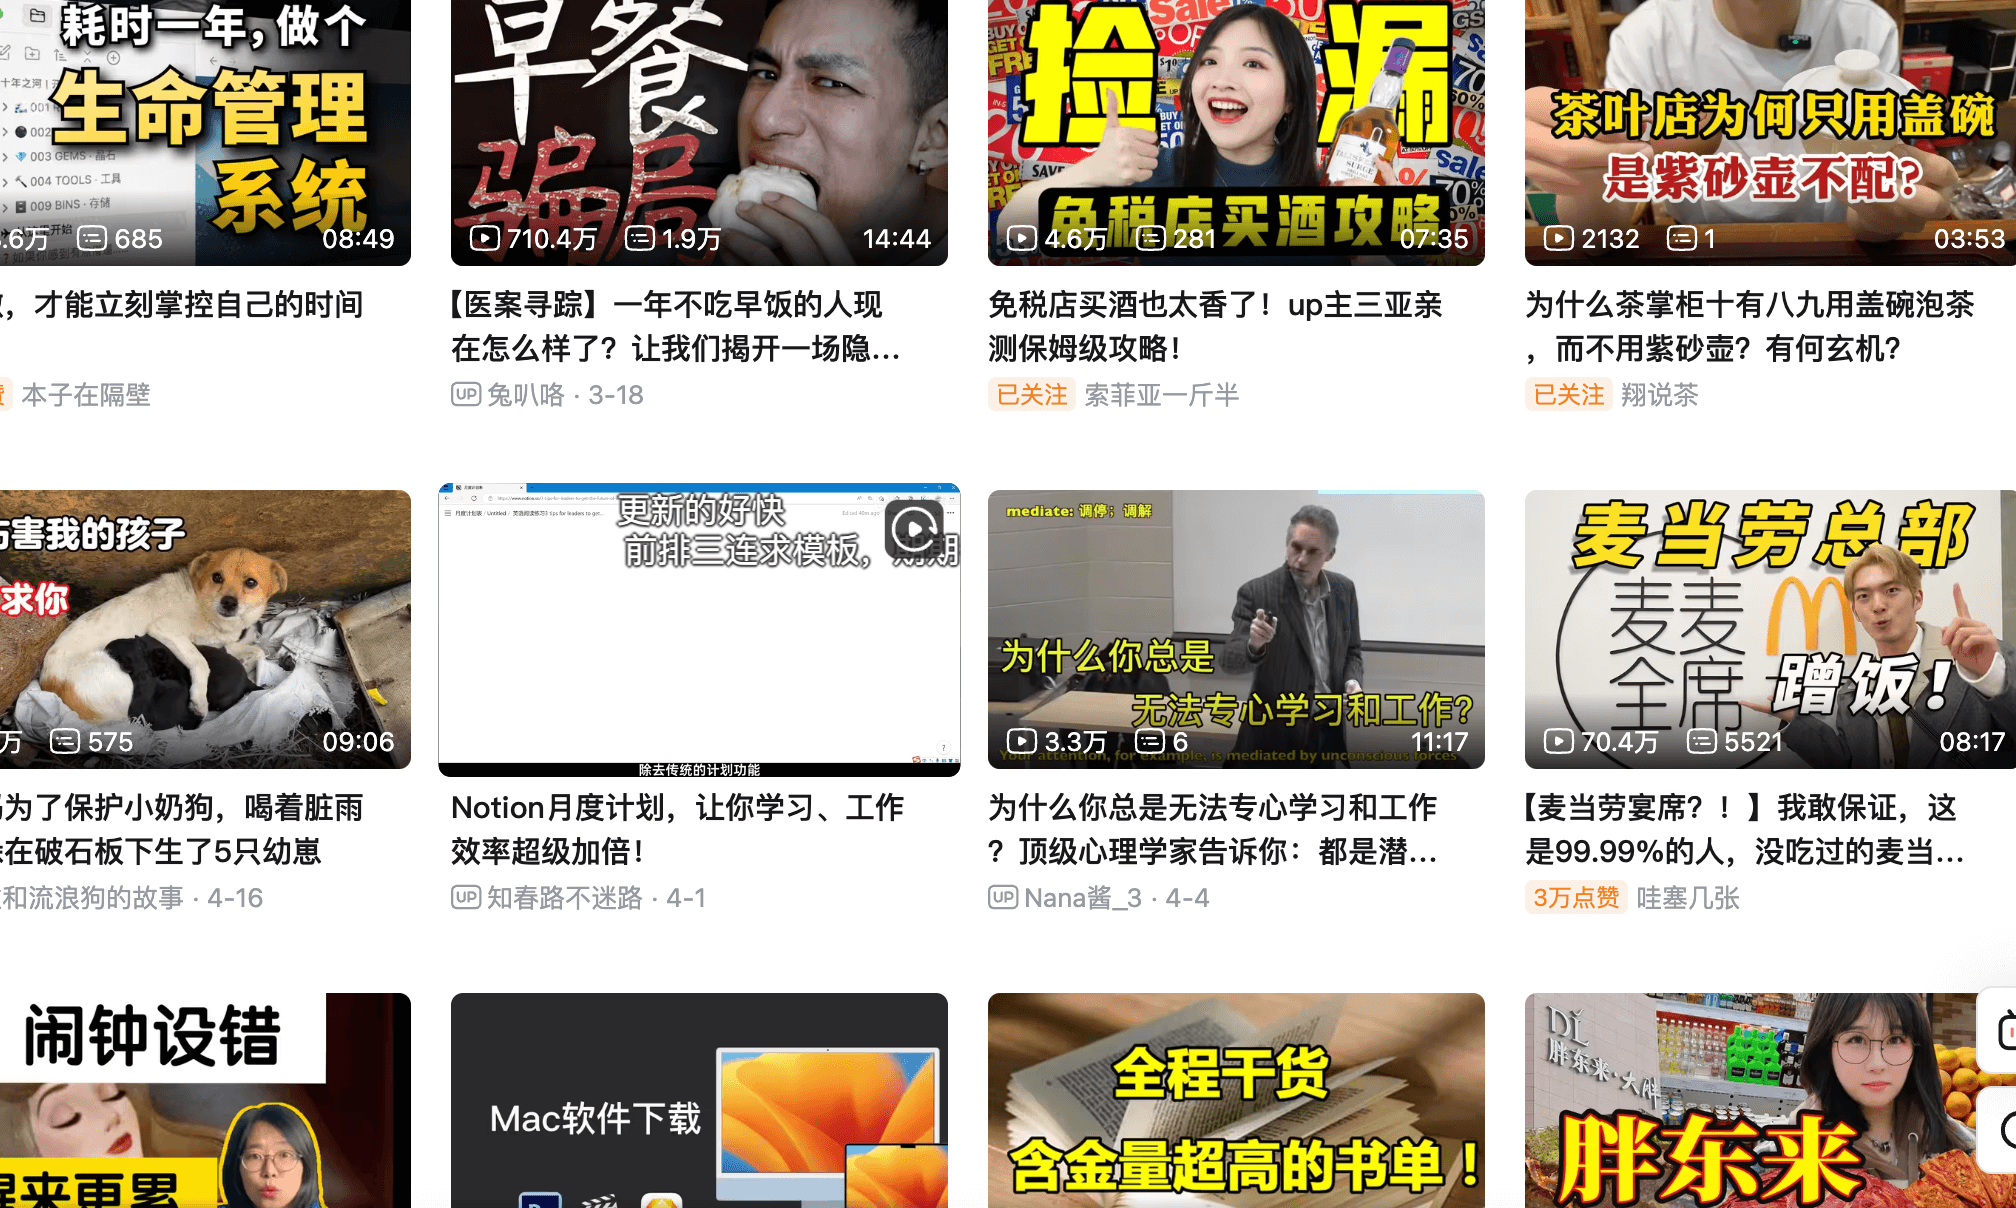 耗时一年，做个
生命管理
系统
十年之河
001
002
003 GEMS · 晶石
004 TOOLS · 工具
009 BINS · 存储
.6万 685 08:49
，才能立刻掌控自己的时间
本子在隔壁
早餐
骗局
710.4万 1.9万 14:44
【医案寻踪】一年不吃早饭的人现
在怎么样了？让我们揭开一场隐...
UP 兔叭咯 · 3-18
捡漏
免税店买酒攻略
4.6万 281 07:35
免税店买酒也太香了！up主三亚亲
测保姆级攻略！
已关注 索菲亚一斤半
茶叶店为何只用盖碗
是紫砂壶不配?
2132 1 03:53
为什么茶掌柜十有八九用盖碗泡茶
，而不用紫砂壶？有何玄机？
已关注 翔说茶
伤害我的孩子
求你
万 575 09:06
为了保护小奶狗，喝着脏雨
在破石板下生了5只幼崽
和流浪狗的故事 · 4-16
更新的好快
前排三连求模板，期期
除去传统的计划功能
Notion月度计划，让你学习、工作
效率超级加倍！
UP 知春路不迷路 · 4-1
mediate: 调停；调解
为什么你总是
无法专心学习和工作?
Your attention, for example, is mediated by unconscious forces
3.3万 6 11:17
为什么你总是无法专心学习和工作
？顶级心理学家告诉你：都是潜...
UP Nana酱_3 · 4-4
麦当劳总部
麦麦
全席
蹭饭！
70.4万 5521 08:17
【麦当劳宴席？！】我敢保证，这
是99.99%的人，没吃过的麦当...
3万点赞 哇塞几张
闹钟设错
醒来更累
Mac软件下载
全程干货
含金量超高的书单！
DL
胖东来·大胖
胖东来